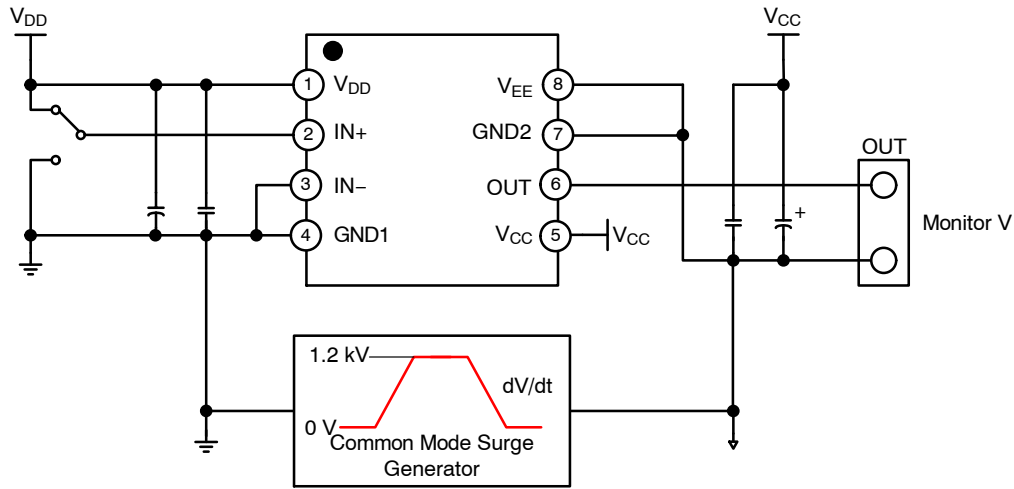 VDD
VCC
1 VDD
VEE 8
2 IN+
GND2 7
OUT
3 IN−
OUT 6
+
Monitor V
4 GND1
VCC 5
VCC
1.2 kV
dV/dt
0 V
Common Mode Surge
Generator